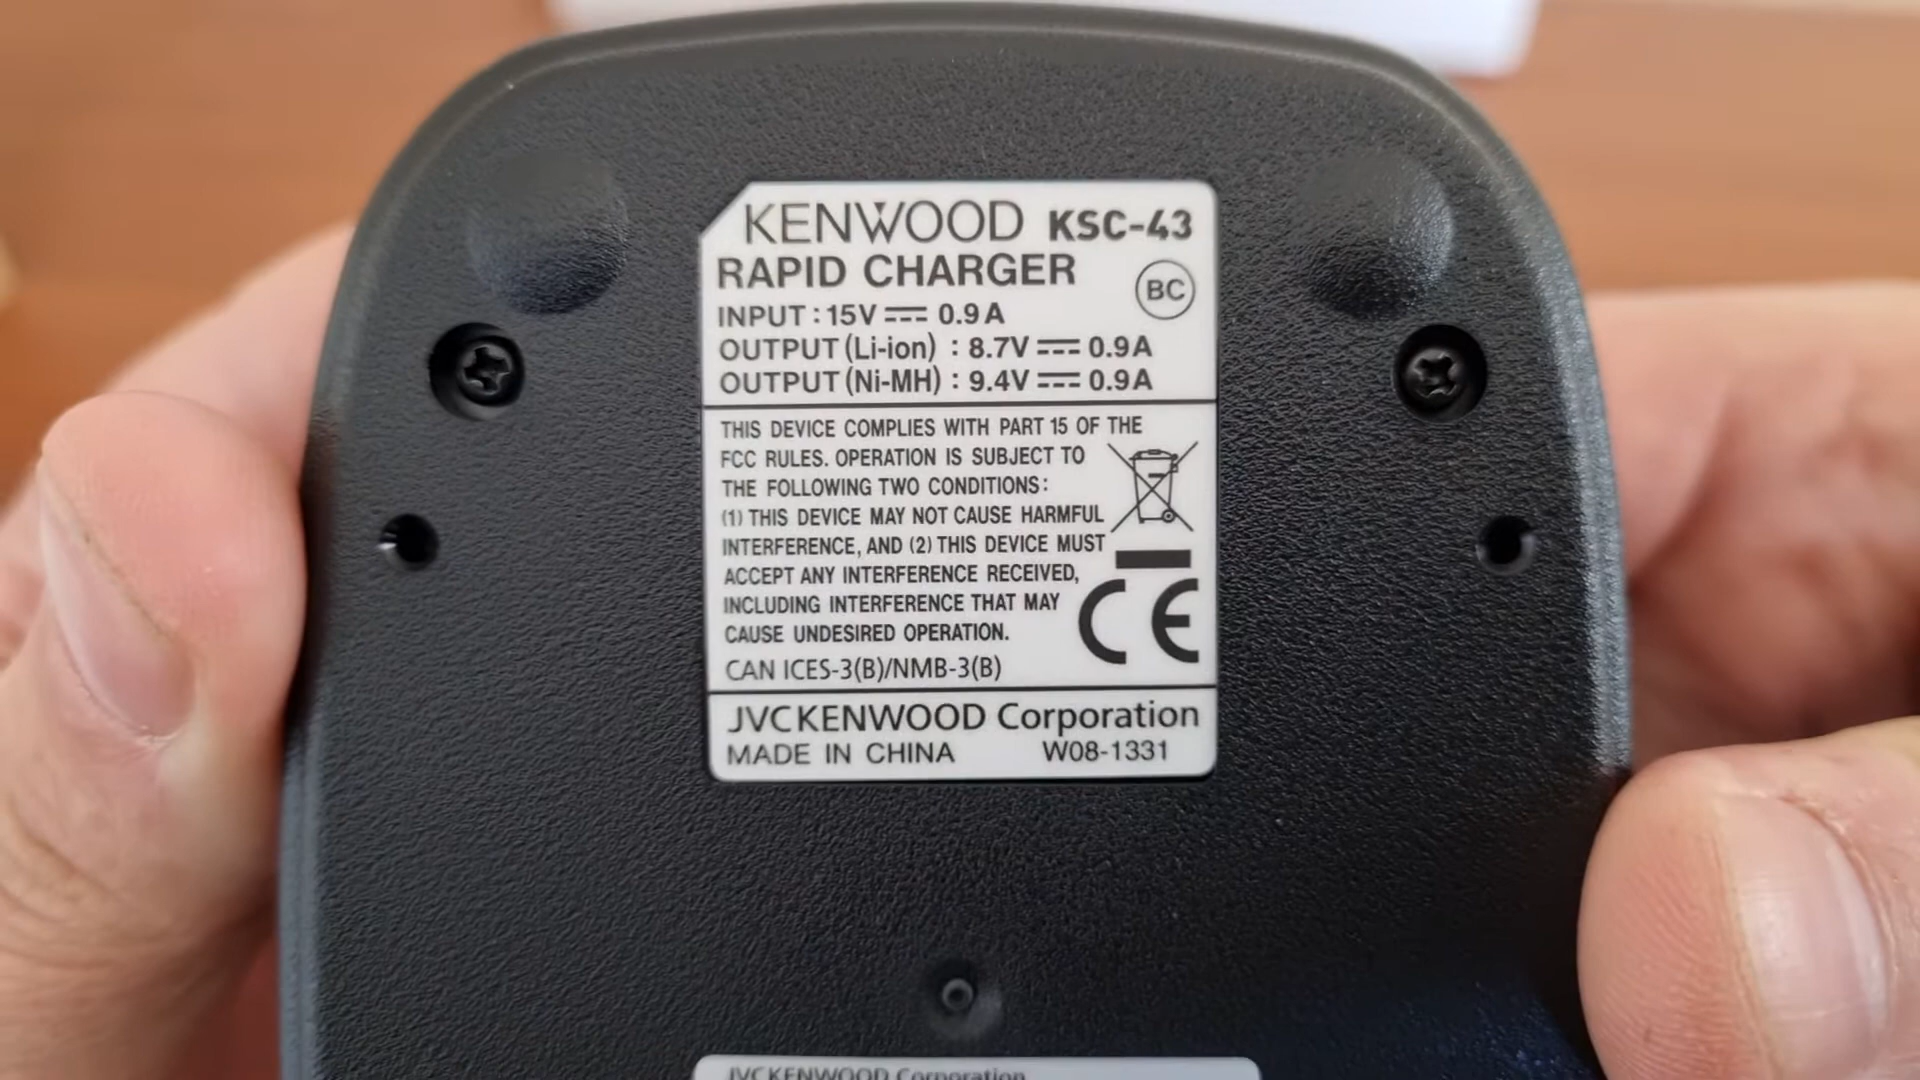 KENWOOD KSC-43
RAPID CHARGER
BC
INPUT : 15V ⎓ 0.9 A
OUTPUT (Li-ion) : 8.7V ⎓ 0.9A
OUTPUT (Ni-MH) : 9.4V ⎓ 0.9A
THIS DEVICE COMPLIES WITH PART 15 OF THE
FCC RULES. OPERATION IS SUBJECT TO
THE FOLLOWING TWO CONDITIONS:
(1) THIS DEVICE MAY NOT CAUSE HARMFUL
INTERFERENCE, AND (2) THIS DEVICE MUST
ACCEPT ANY INTERFERENCE RECEIVED,
INCLUDING INTERFERENCE THAT MAY
CAUSE UNDESIRED OPERATION.
CE
CAN ICES-3(B)/NMB-3(B)
JVCKENWOOD Corporation
MADE IN CHINA W08-1331
JVCKENWOOD Corporation